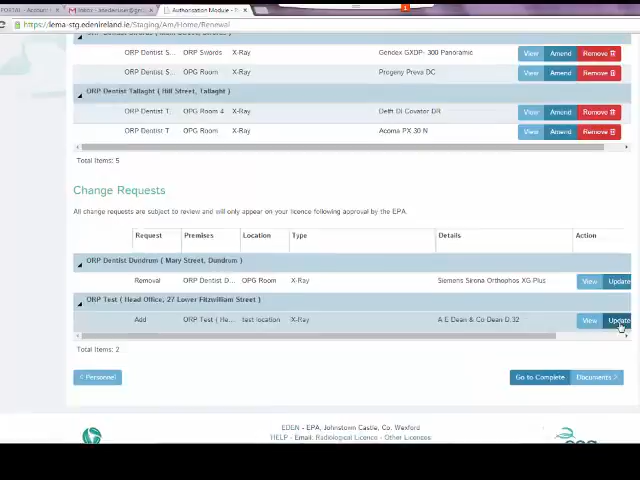 Authorisation Module - R
https://lema-stg.edenireland.ie/Staging/Am/Home/Renewal
ORP Dentist S... ORP Swords X-Ray Gendex GXDP- 300 Panoramic View Amend Remove
ORP Dentist S... OPG Room X-Ray Progeny Preva DC View Amend Remove
ORP Dentist Tallaght ( Hill Street, Tallaght )
ORP Dentist T... OPG Room 4 X-Ray Delft DI Covator DR View Amend Remove
ORP Dentist T OPG Room X-Ray Acoma PX 30 N View Amend Remove
Total Items: 5
Change Requests
All change requests are subject to review and will only appear on your licence following approval by the EPA.
Request Premises Location Type Details Action
ORP Dentist Dundrum ( Mary Street, Dundrum )
Removal ORP Dentist D... OPG Room X-Ray Siemens Sirona Orthophos XG Plus View Update
ORP Test ( Head Office, 27 Lower Fitzwilliam Street )
Add ORP Test ( He... test location X-Ray A E Dean & Co Dean D.32 View Update
Total Items: 2
‹ Personnel Go to Complete Documents ›
EDEN - EPA, Johnstown Castle, Co. Wexford
HELP - Email: Radiological Licence - Other Licences: